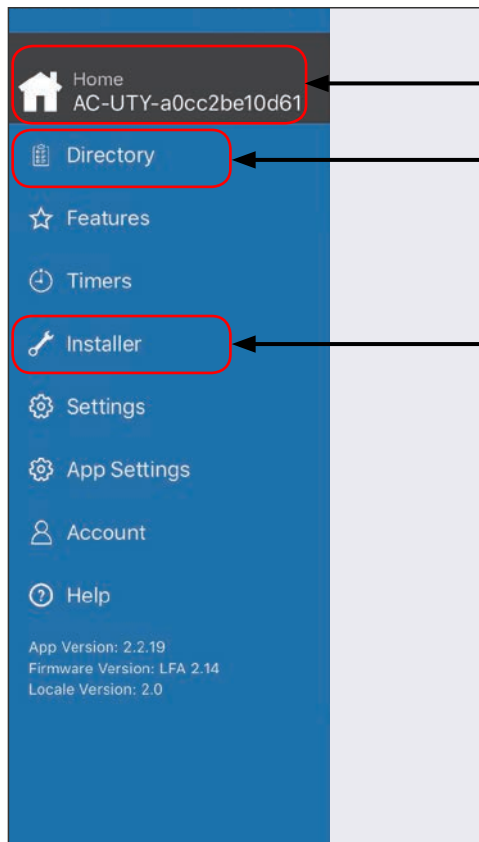 Home
AC-UTY-a0cc2be10d61
Directory
Features
Timers
Installer
Settings
App Settings
Account
Help
App Version: 2.2.19
Firmware Version: LFA 2.14
Locale Version: 2.0